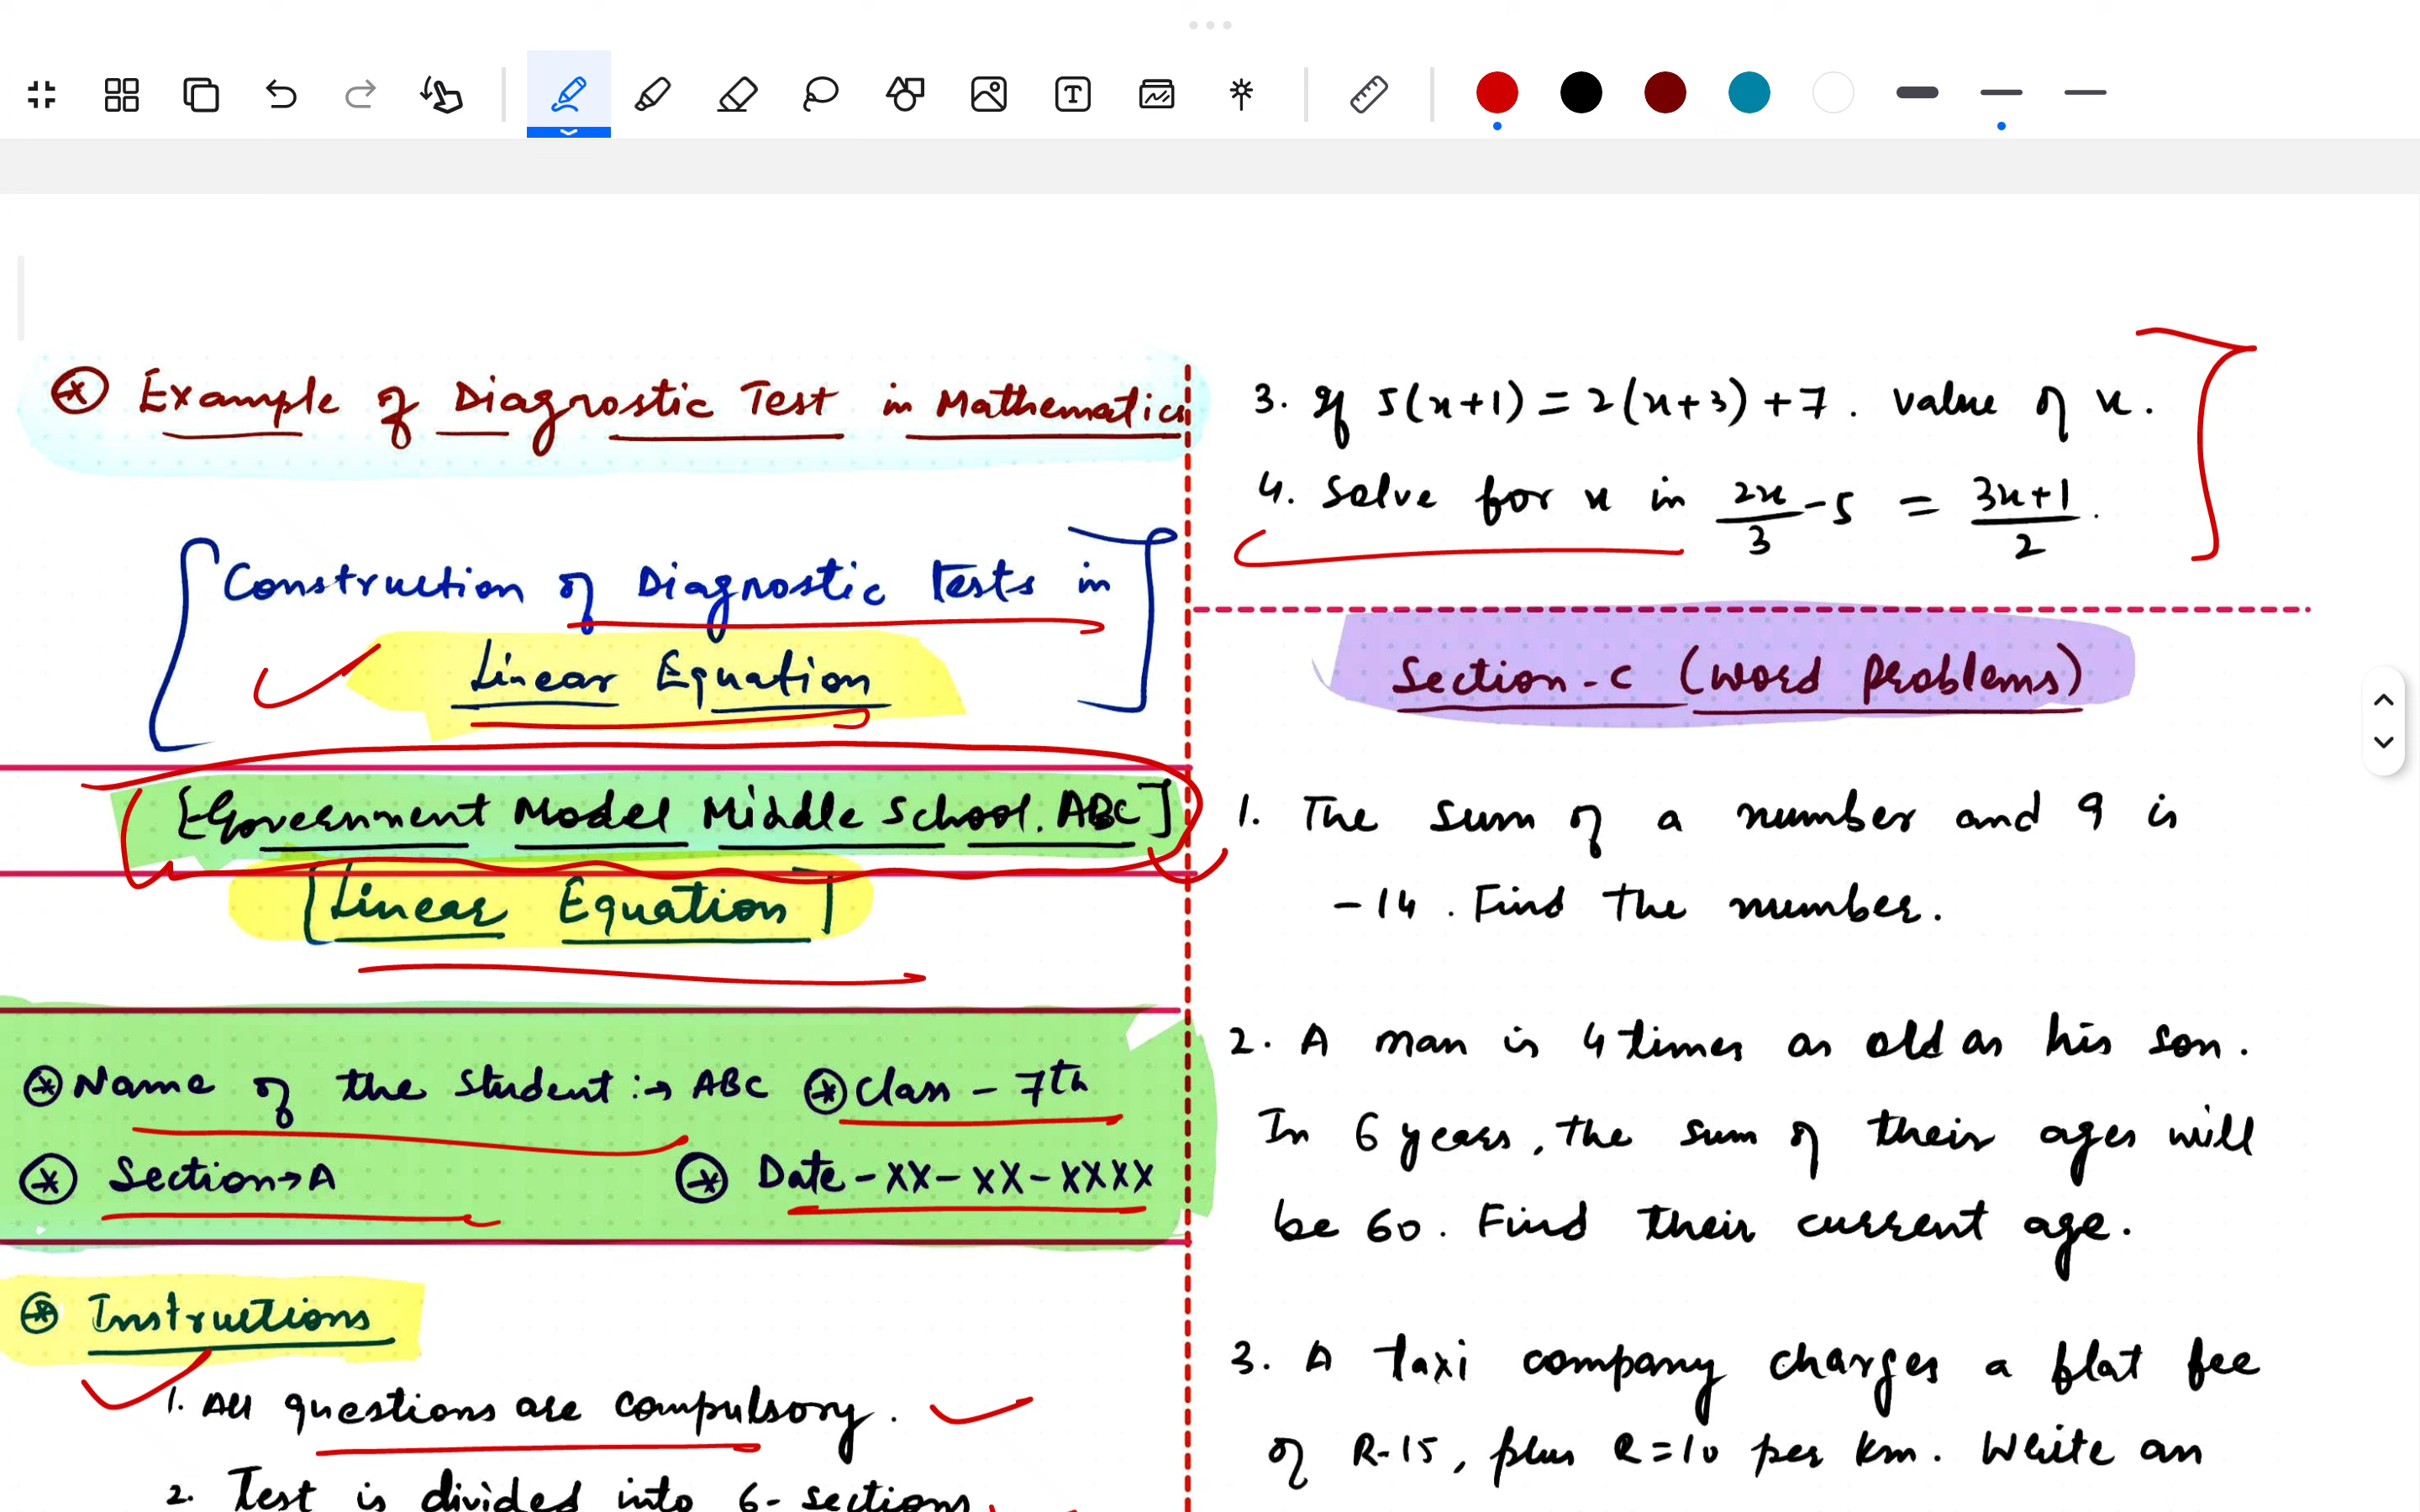 Example of Diagnostic Test in Mathematics
[Construction of Diagnostic tests in
Linear Equation]
[Government Model Middle School. ABC]
[Linear Equation]
Name of the student :→ ABC Class - 7th
Section → A Date - XX - XX - XXXX
Instructions
1. All questions are compulsory.
2. Test is divided into 6- sections
3. If 5(x+1) = 2(x+3) +7. value of x.
4. Solve for x in 2x/3 - 5 = 3x+1/2.
Section - C (Word Problems)
1. The sum of a number and 9 is
-14. Find the number.
2. A man is 4 times as old as his son.
In 6 years, the sum of their ages will
be 60. Find their current age.
3. A taxi company charges a flat fee
of R-15, plus R=10 per km. Write an